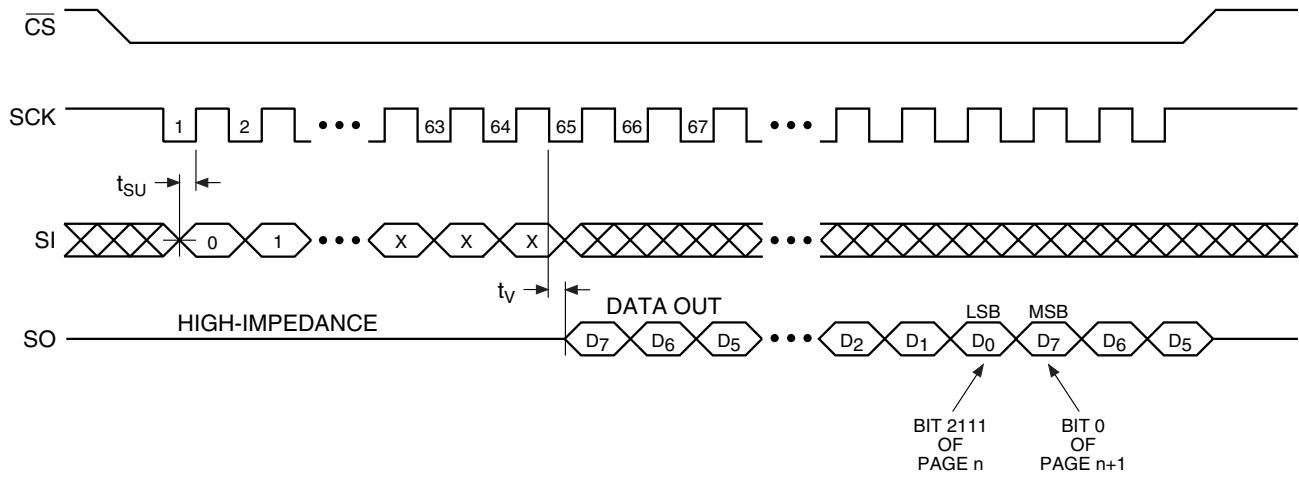 CS
SCK 1 2 ••• 63 64 65 66 67 •••
tSU
SI 0 1 ••• X X X •••
tV
DATA OUT
HIGH-IMPEDANCE
LSB MSB
SO D7 D6 D5 ••• D2 D1 D0 D7 D6 D5
BIT 2111
OF
PAGE n
BIT 0
OF
PAGE n+1